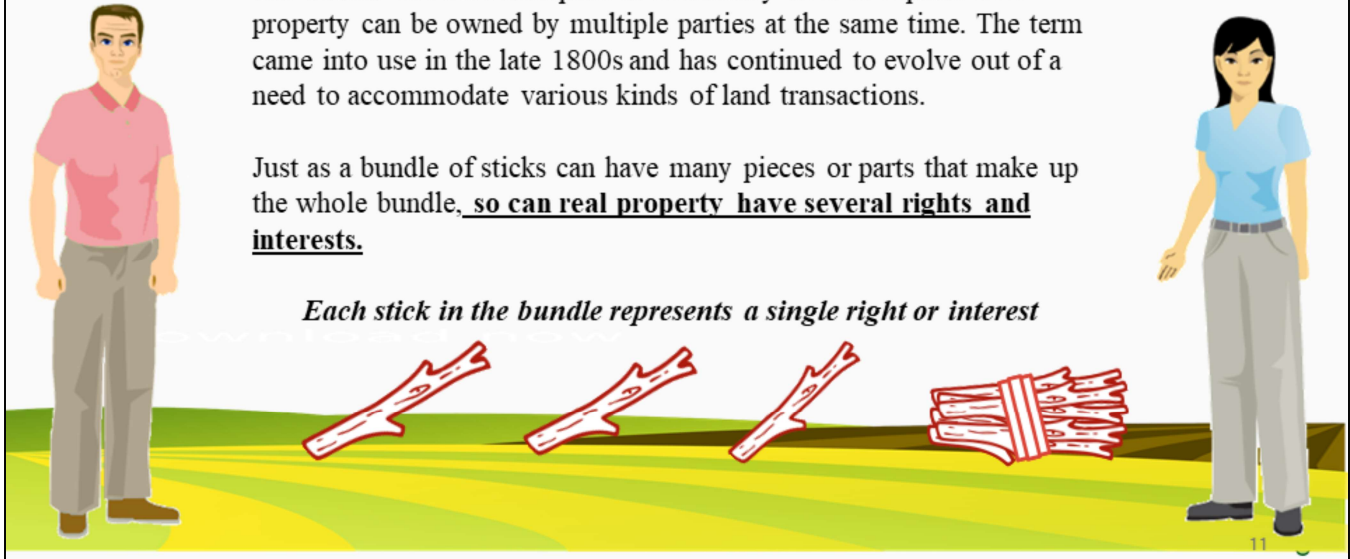 property can be owned by multiple parties at the same time. The term
came into use in the late 1800s and has continued to evolve out of a
need to accommodate various kinds of land transactions.
Just as a bundle of sticks can have many pieces or parts that make up
the whole bundle, so can real property have several rights and
interests.
Each stick in the bundle represents a single right or interest
ownload now
11